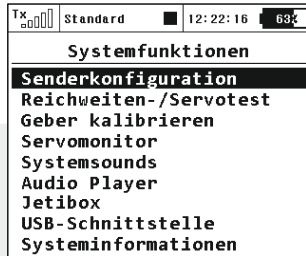 Tx Standard 12:22:16 63%
Systemfunktionen
Senderkonfiguration
Reichweiten-/Servotest
Geber kalibrieren
Servomonitor
Systemsounds
Audio Player
Jetibox
USB-Schnittstelle
Systeminformationen